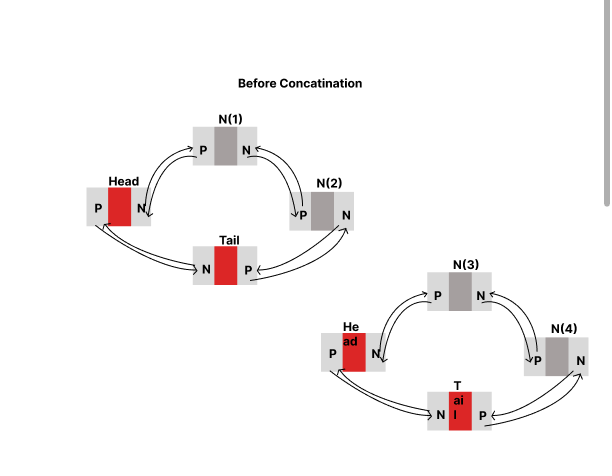 Before Concatination
N(1)
P N
Head
P N
N(2)
P N
Tail
N P
N(3)
P N
He
ad
P N
N(4)
P N
T
ai
l
N P